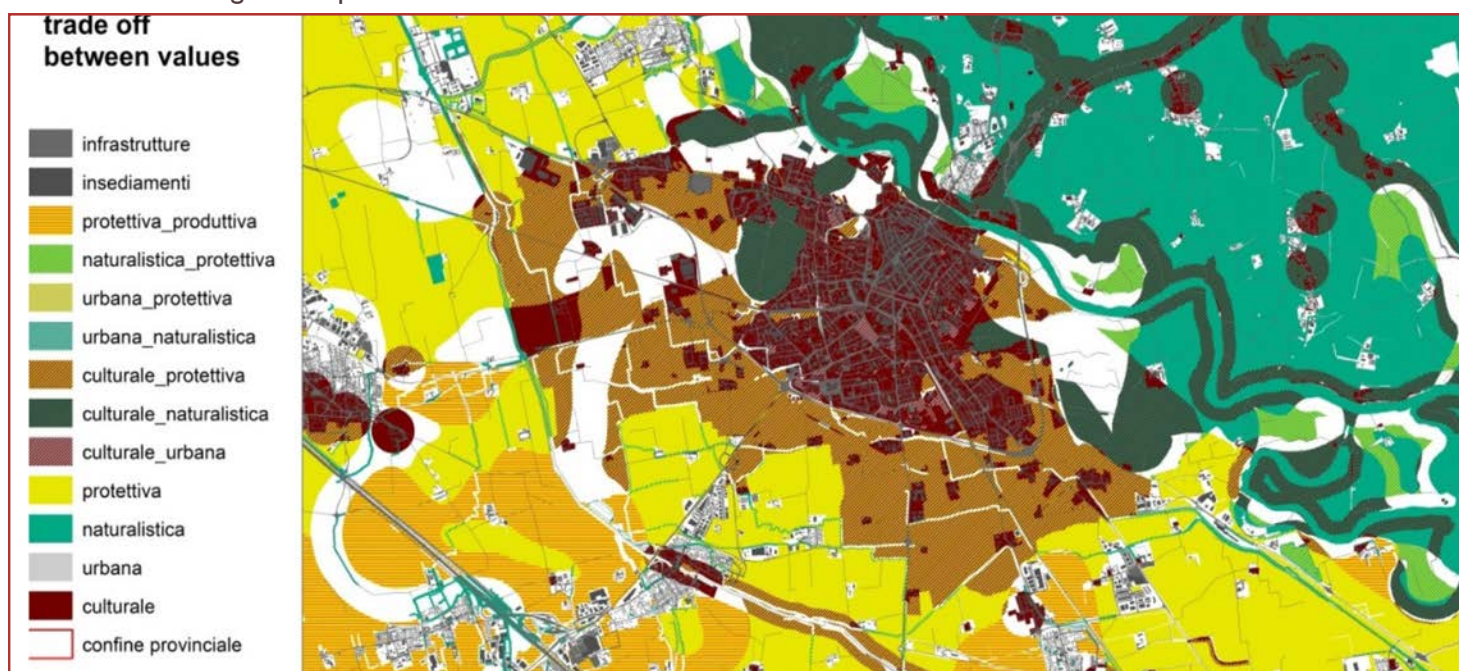 trade off
between values
infrastrutture
insediamenti
protettiva_produttiva
naturalistica_protettiva
urbana_protettiva
urbana_naturalistica
culturale_protettiva
culturale_naturalistica
culturale_urbana
protettiva
naturalistica
urbana
culturale
confine provinciale